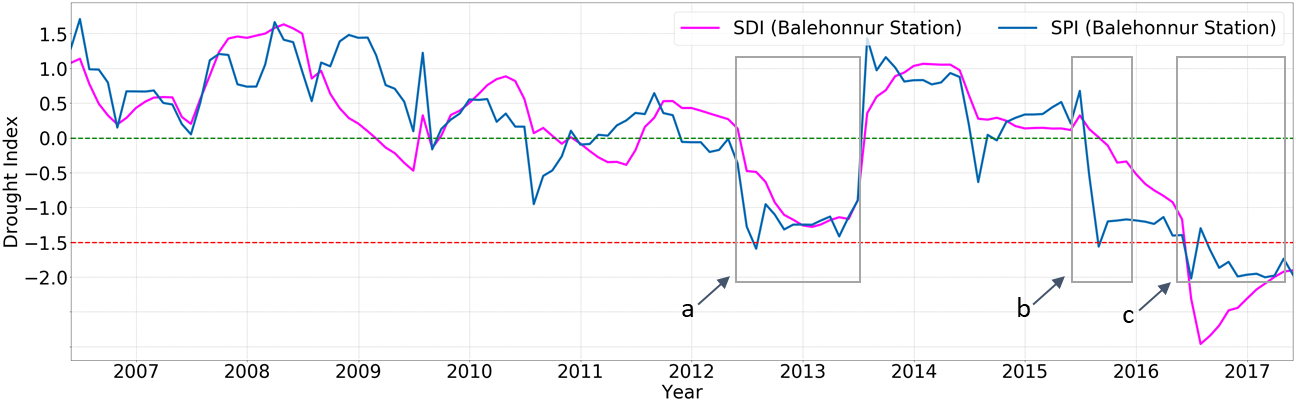 SDI (Balehonnur Station) SPI (Balehonnur Station)
1.5
1.0
0.5
0.0
−0.5
−1.0
−1.5
−2.0
Drought Index
a
b
c
2007 2008 2009 2010 2011 2012 2013 2014 2015 2016 2017
Year